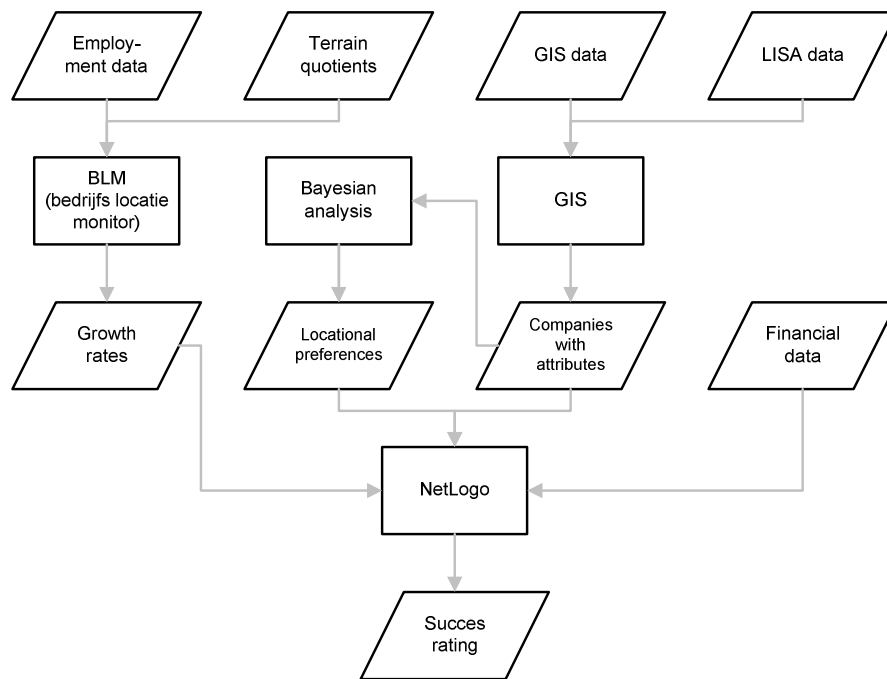 Employ-
ment data
Terrain
quotients
GIS data
LISA data
BLM
(bedrijfs locatie
monitor)
Bayesian
analysis
GIS
Growth
rates
Locational
preferences
Companies
with
attributes
Financial
data
NetLogo
Succes
rating